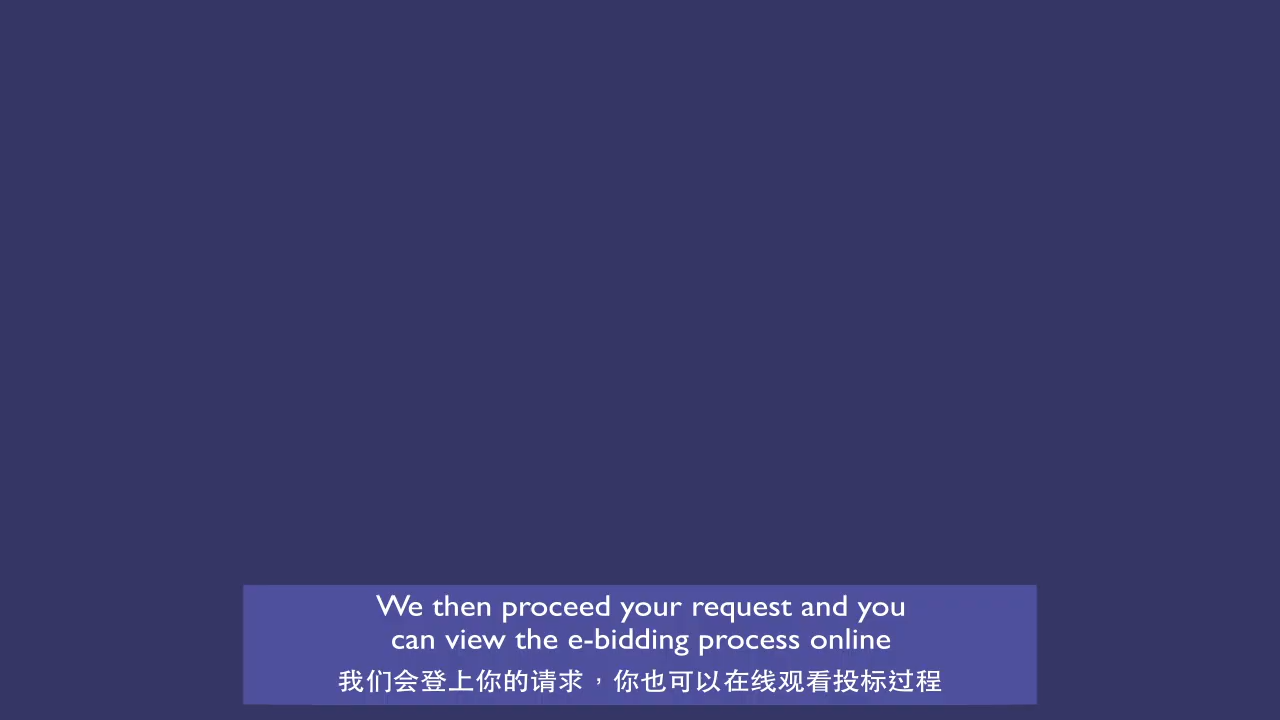 We then proceed your request and you
can view the e-bidding process online
我们会登上你的请求，你也可以在线观看投标过程